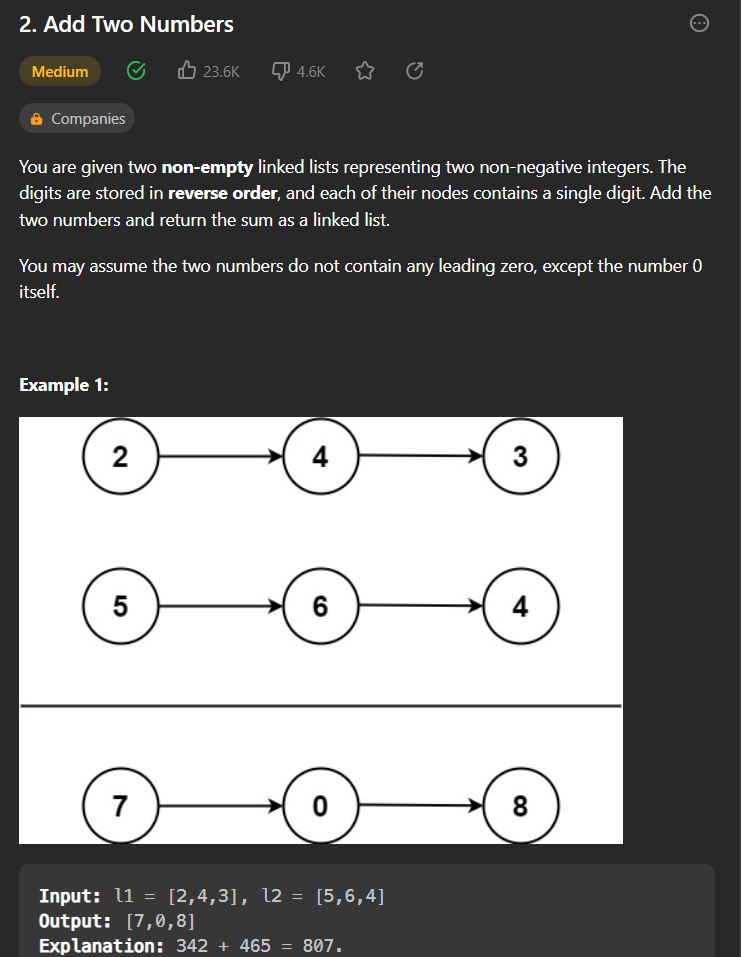 2. Add Two Numbers
Medium 23.6K 4.6K
Companies
You are given two non-empty linked lists representing two non-negative integers. The
digits are stored in reverse order, and each of their nodes contains a single digit. Add the
two numbers and return the sum as a linked list.
You may assume the two numbers do not contain any leading zero, except the number 0
itself.
Example 1:
2 4 3
5 6 4
7 0 8
Input: l1 = [2,4,3], l2 = [5,6,4]
Output: [7,0,8]
Explanation: 342 + 465 = 807.